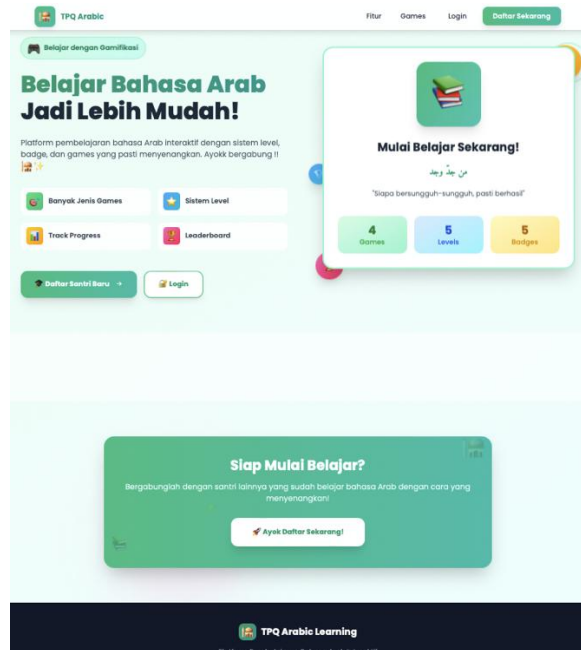 TPQ Arabic
Fitur Games Login Daftar Sekarang
Belajar dengan Gamifikasi
Belajar Bahasa Arab
Jadi Lebih Mudah!
Platform pembelajaran bahasa Arab interaktif dengan sistem level,
badge, dan games yang pasti menyenangkan. Ayokk bergabung !!
Banyak Jenis Games
Sistem Level
Track Progress
Leaderboard
Daftar Santri Baru →
Login
Mulai Belajar Sekarang!
من جدّ وجد
"Siapa bersungguh-sungguh, pasti berhasil"
4
Games
5
Levels
5
Badges
Siap Mulai Belajar?
Bergabunglah dengan santri lainnya yang sudah belajar bahasa Arab dengan cara yang
menyenangkan!
Ayok Daftar Sekarang!
TPQ Arabic Learning